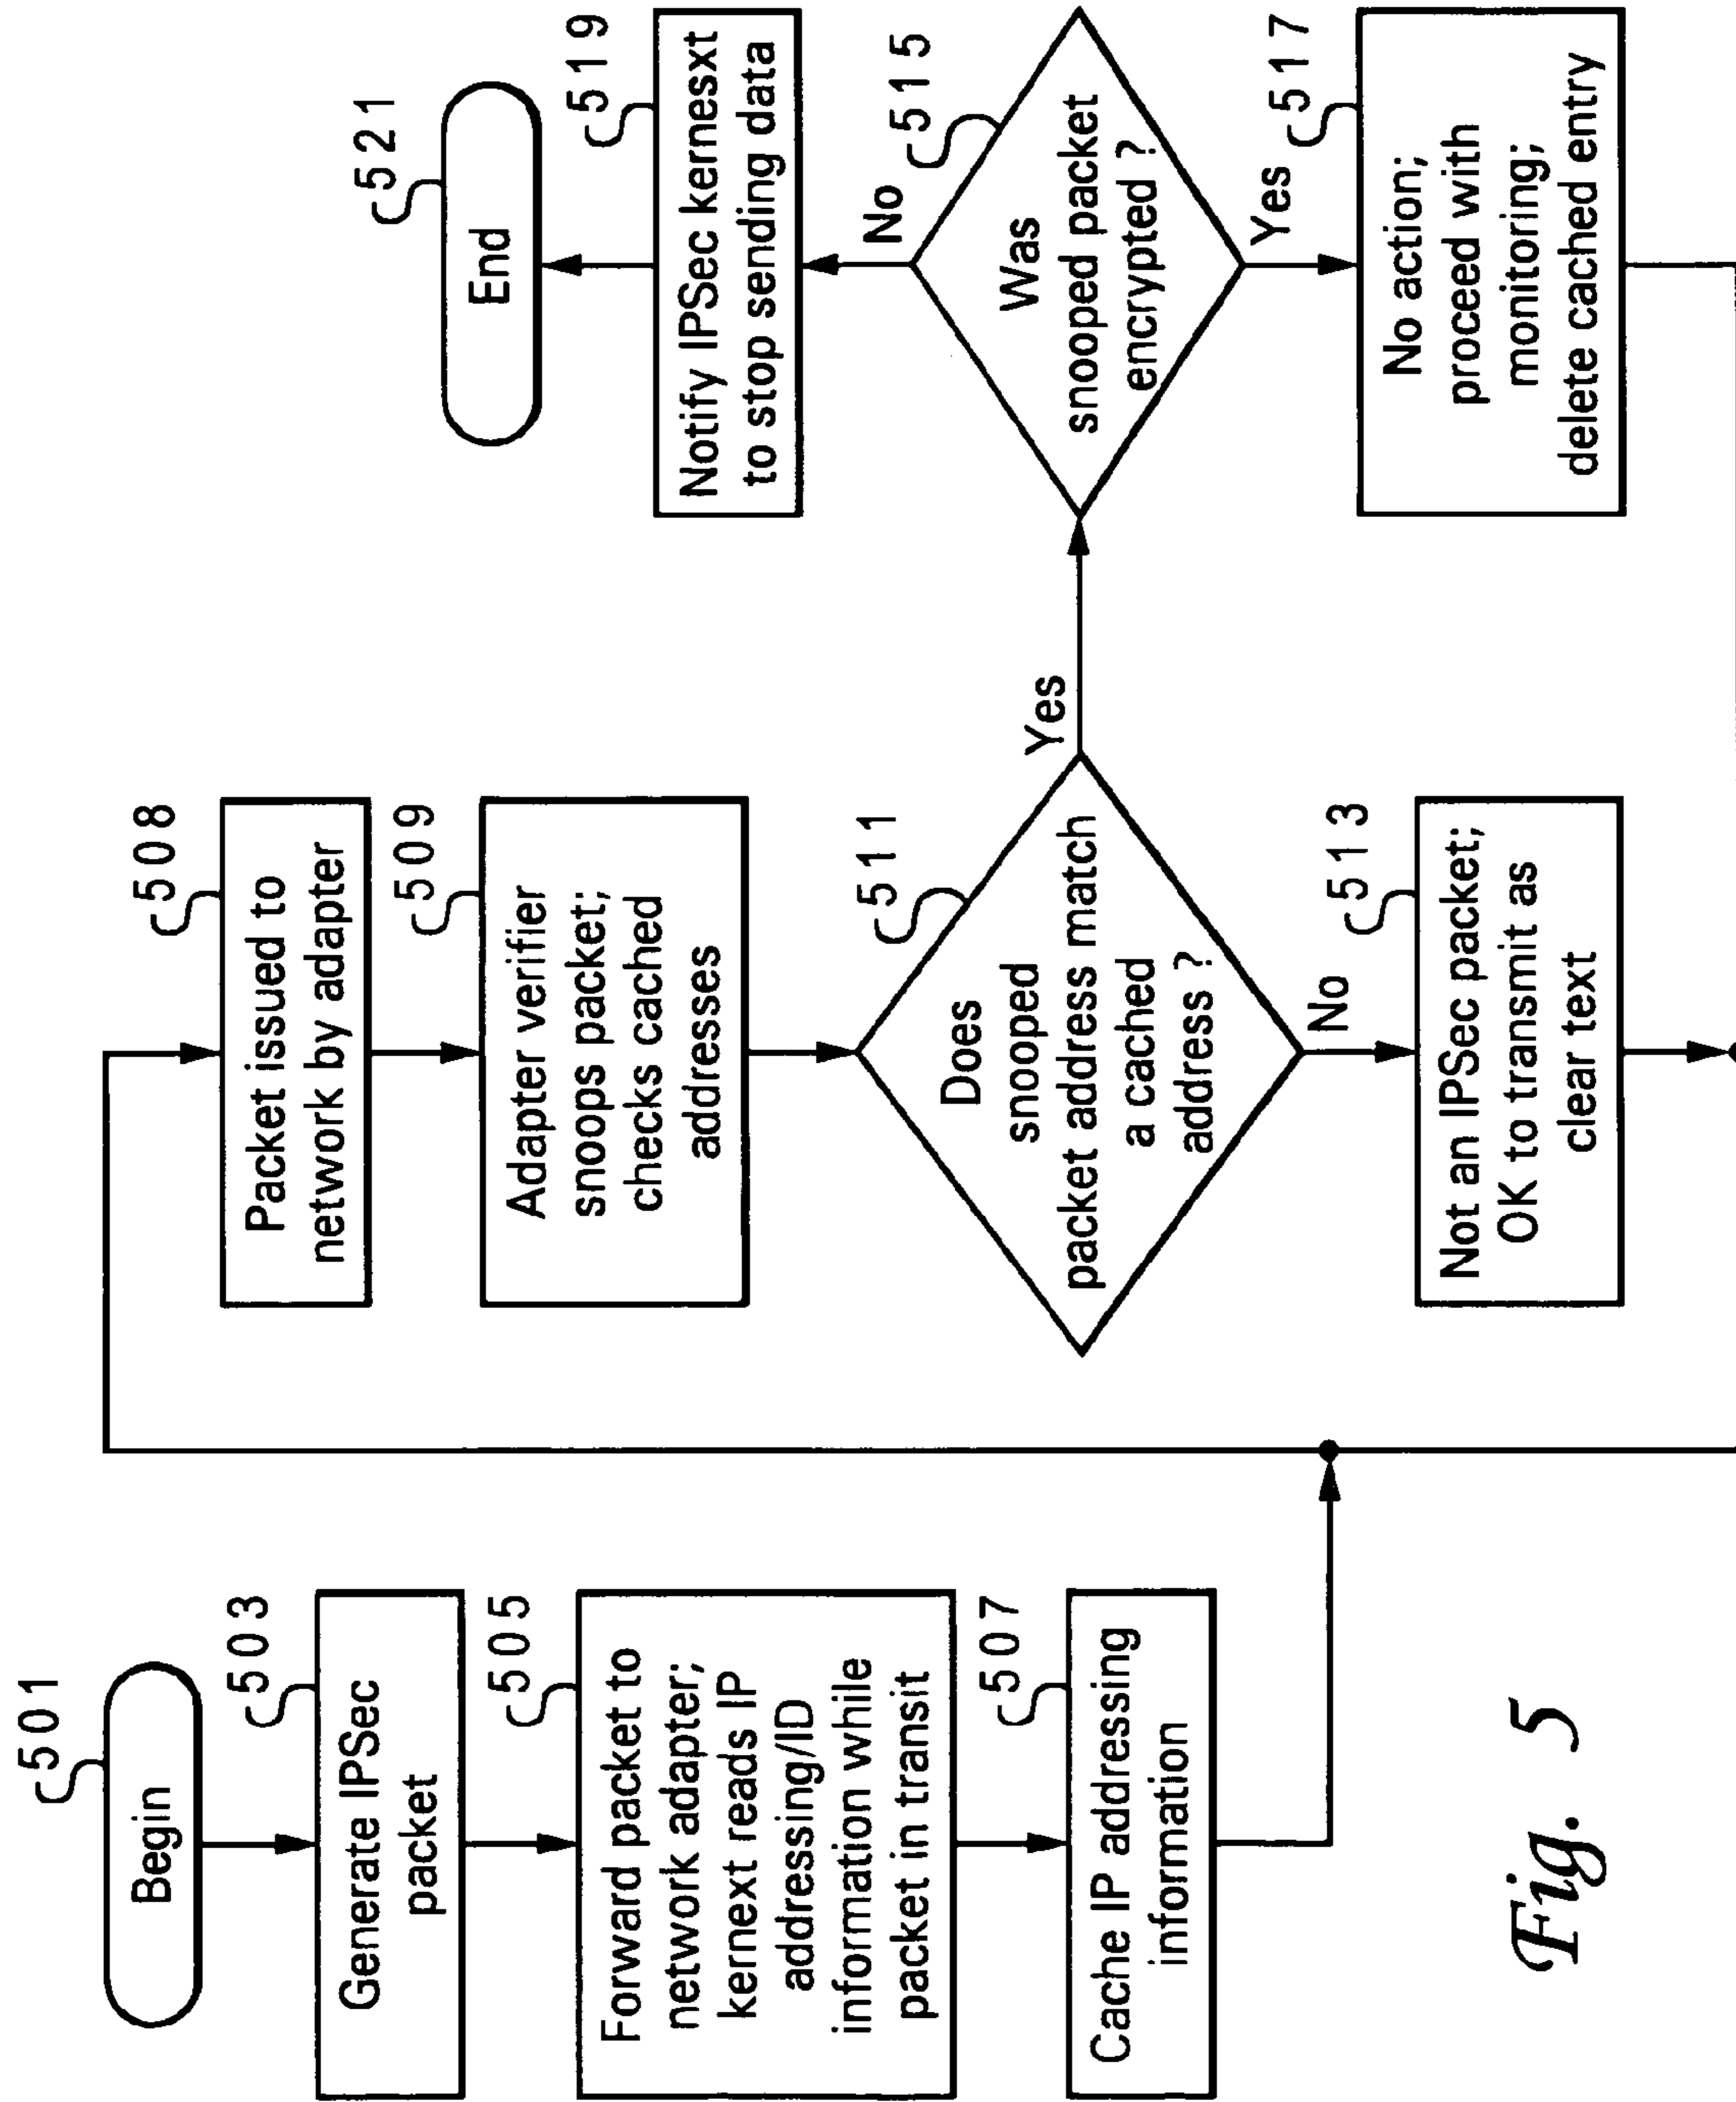 501
Begin
503
Generate IPSec
packet
505
Forward packet to
network adapter;
kernext reads IP
addressing/ID
information while
packet in transit
507
Cache IP addressing
information
508
Packet issued to
network by adapter
509
Adapter verifier
snoops packet;
checks cached
addresses
511
Does
snooped
packet address match
a cached
address ?
Yes
No
513
Not an IPSec packet;
OK to transmit as
clear text
521
End
519
Notify IPSec kernesxt
to stop sending data
No
515
Was
snooped packet
encrypted ?
Yes
517
No action;
proceed with
monitoring;
delete cached entry
Fig. 5